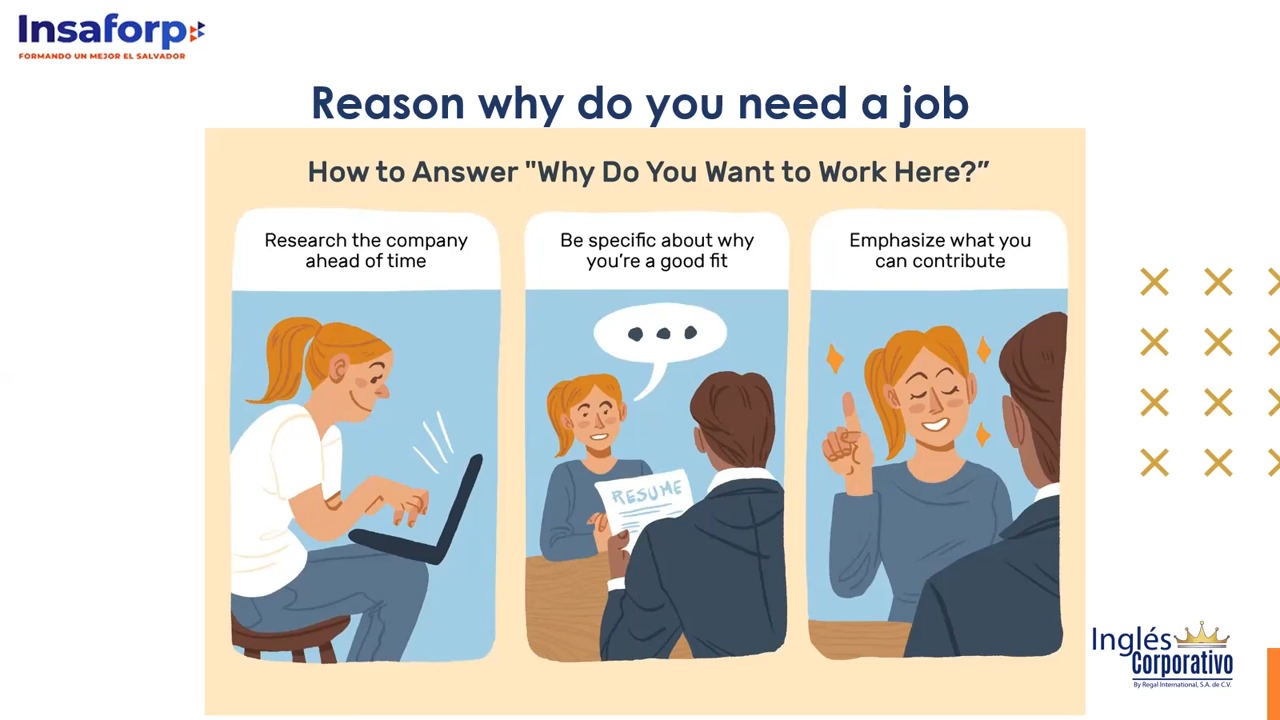 Insaforp
FORMANDO UN MEJOR EL SALVADOR
Reason why do you need a job
How to Answer "Why Do You Want to Work Here?”
Research the company
ahead of time
Be specific about why
you’re a good fit
Emphasize what you
can contribute
RESUME
Inglés
Corporativo
By Regal International, S.A. de C.V.